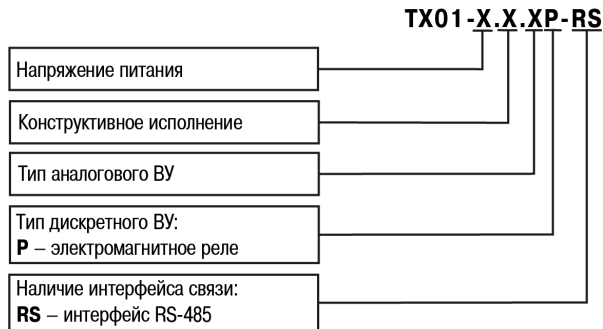 ТХ01-Х.Х.ХР-RS
Напряжение питания
Конструктивное исполнение
Тип аналогового ВУ
Тип дискретного ВУ:
Р – электромагнитное реле
Наличие интерфейса связи:
RS – интерфейс RS-485